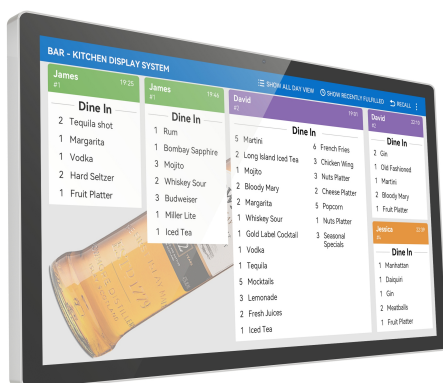 BAR - KITCHEN DISPLAY SYSTEM
SHOW ALL DAY VIEW
SHOW RECENTLY FULFILLED
RECALL
James 19:25
#1
Dine In
2 Tequila shot
1 Margarita
1 Vodka
2 Hard Seltzer
1 Fruit Platter
James 19:46
#1
Dine In
1 Rum
1 Bombay Sapphire
3 Mojito
2 Whiskey Sour
3 Budweiser
1 Miller Lite
1 Iced Tea
David 19:51
#2
Dine In
5 Martini
2 Long Island Iced Tea
1 Mojito
2 Bloody Mary
2 Margarita
1 Whiskey Sour
1 Gold Label Cocktail
1 Vodka
1 Tequila
5 Mocktails
3 Lemonade
2 Fresh Juices
1 Iced Tea
6 French Fries
3 Chicken Wing
3 Nuts Platter
2 Cheese Platter
5 Popcorn
1 Nuts Platter
3 Seasonal
Specials
David
#2
Dine In
2 Gin
1 Old Fashioned
1 Martini
2 Bloody Mary
1 Fruit Platter
Jessica
Dine In
1 Manhattan
1 Daiquiri
1 Gin
2 Meatballs
1 Fruit Platter